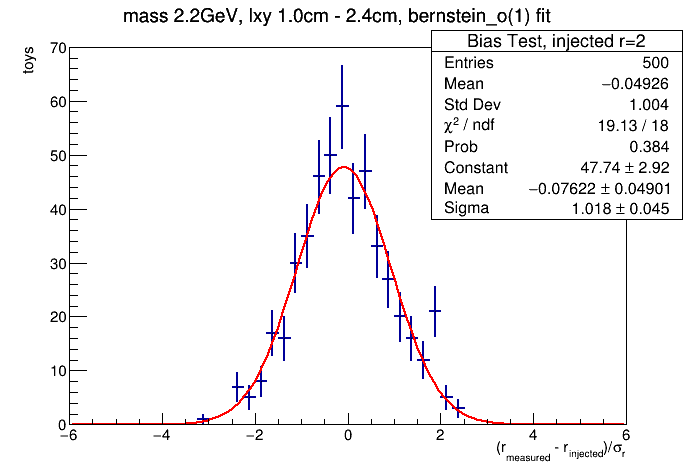 mass 2.2GeV, lxy 1.0cm - 2.4cm, bernstein_o(1) fit
Bias Test, injected r=2
Entries 500
Mean −0.04926
Std Dev 1.004
χ² / ndf 19.13 / 18
Prob 0.384
Constant 47.74 ± 2.92
Mean −0.07622 ± 0.04901
Sigma 1.018 ± 0.045
toys
70
60
50
40
30
20
10
0
−6 −4 −2 0 2 4 6
(r_measured - r_injected)/σ_r